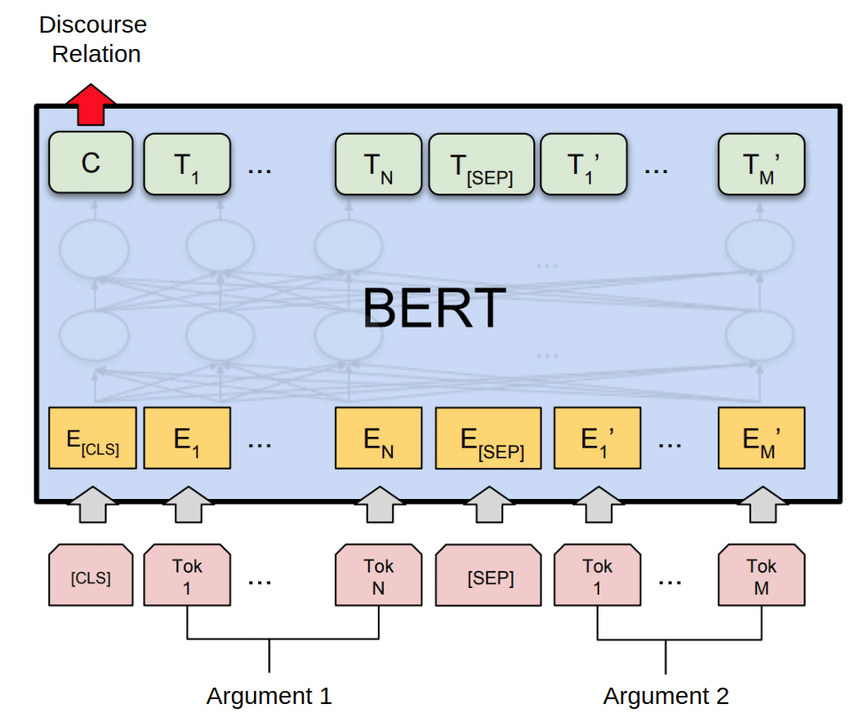 Discourse
Relation
C T1 ... TN T[SEP] T1’ ... TM’
...
BERT
...
E[CLS] E1 ... EN E[SEP] E1’ ... EM’
[CLS] Tok 1 ... Tok N [SEP] Tok 1 ... Tok M
Argument 1 Argument 2